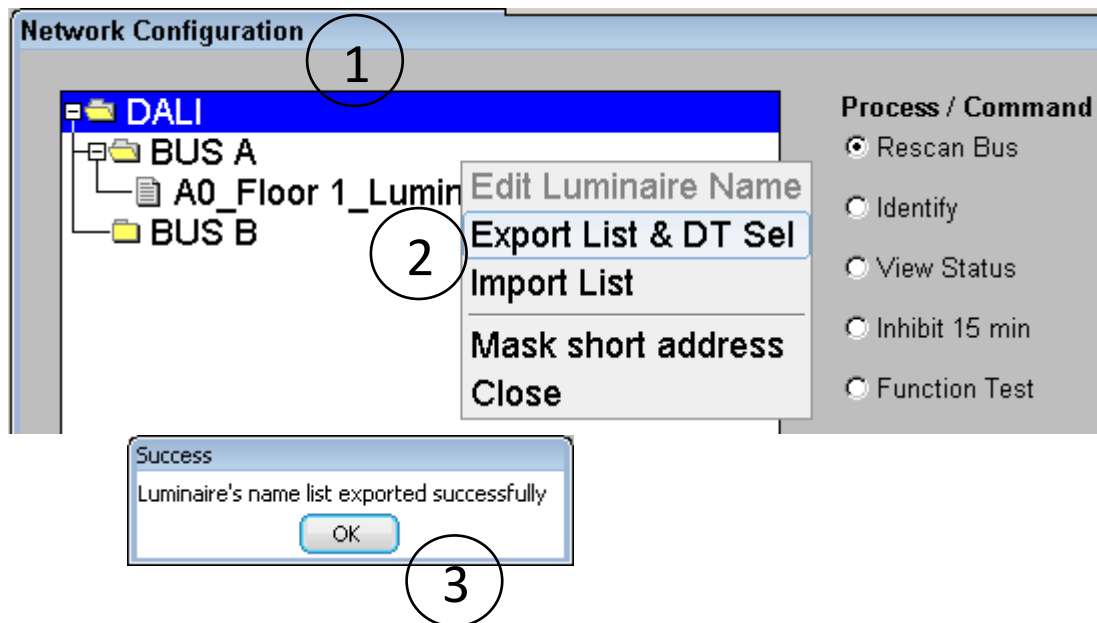 Network Configuration
1
DALI
Process / Command
BUS A
Rescan Bus
A0_Floor 1_Lumin
Edit Luminaire Name
Identify
BUS B
2
Export List & DT Sel
View Status
Import List
Inhibit 15 min
Mask short address
Function Test
Close
Success
Luminaire's name list exported successfully
OK
3